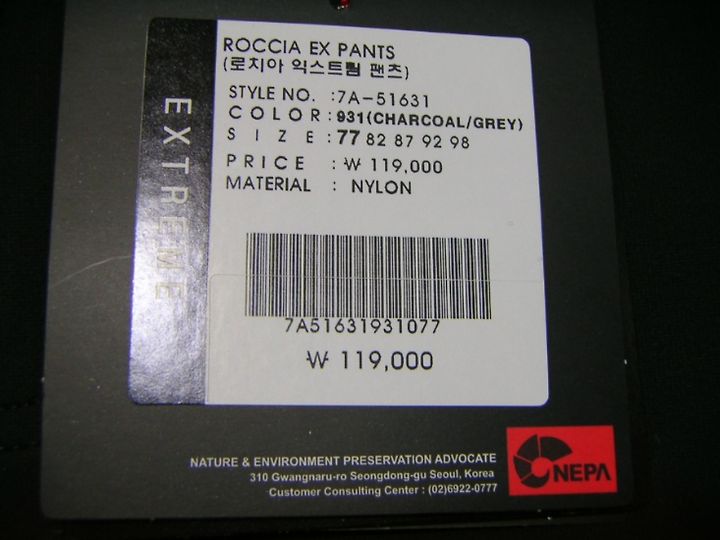 EXTREME
ROCCIA EX PANTS
(로치아 익스트림 팬츠)
STYLE NO. :7A-51631
COLOR:931(CHARCOAL/GREY)
SIZE:77 82 87 92 98
PRICE : ₩ 119,000
MATERIAL : NYLON
7A51631931077
₩ 119,000
NATURE & ENVIRONMENT PRESERVATION ADVOCATE
310 Gwangnaru-ro Seongdong-gu Seoul, Korea
Customer Consulting Center : (02)6922-0777
NEPA